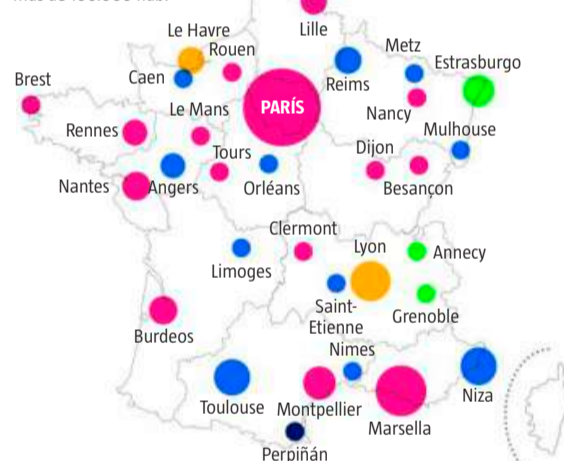 Lille
Le Havre
Rouen
Caen
Reims
Metz
Estrasburgo
Brest
PARÍS
Nancy
Le Mans
Rennes
Mulhouse
Dijon
Tours
Nantes
Angers
Orléans
Besançon
Clermont
Lyon
Annecy
Limoges
Saint-
Etienne
Grenoble
Burdeos
Nimes
Toulouse
Montpellier
Niza
Marsella
Perpiñán